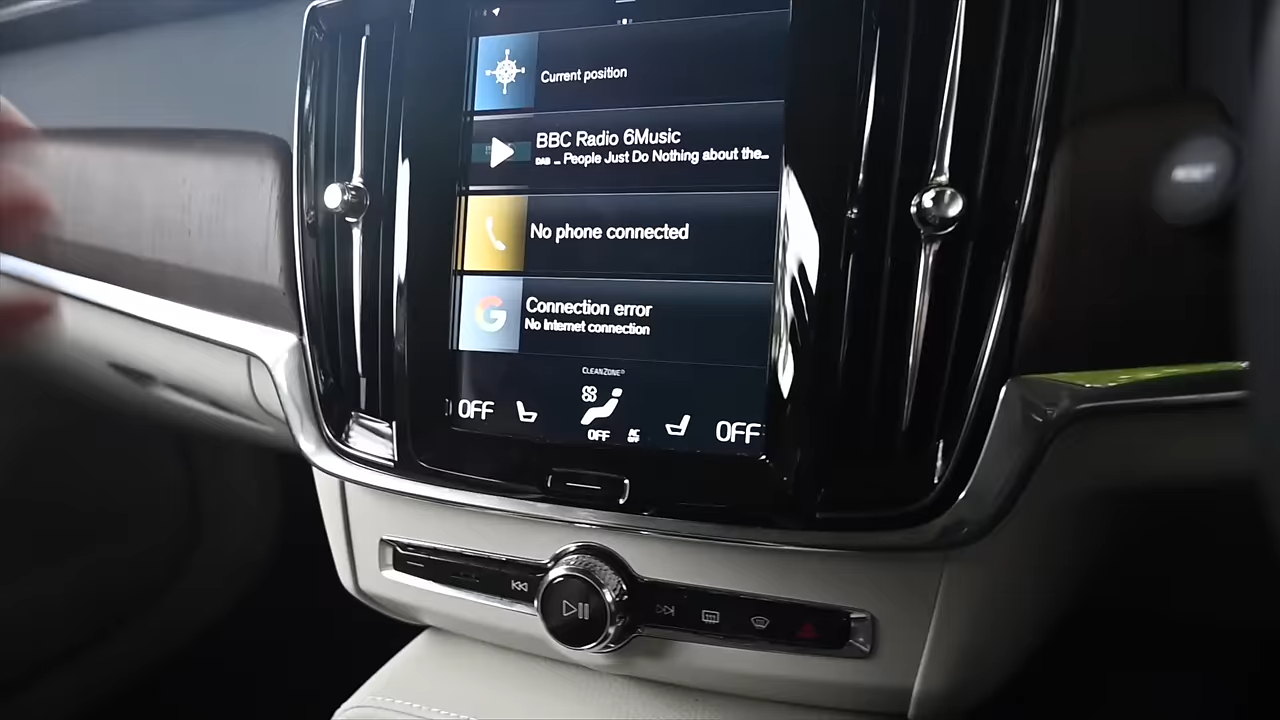 Current position
BBC Radio 6Music
DAB ... People Just Do Nothing about the...
No phone connected
Connection error
No Internet connection
CLEANZONE®
OFF
OFF
OFF